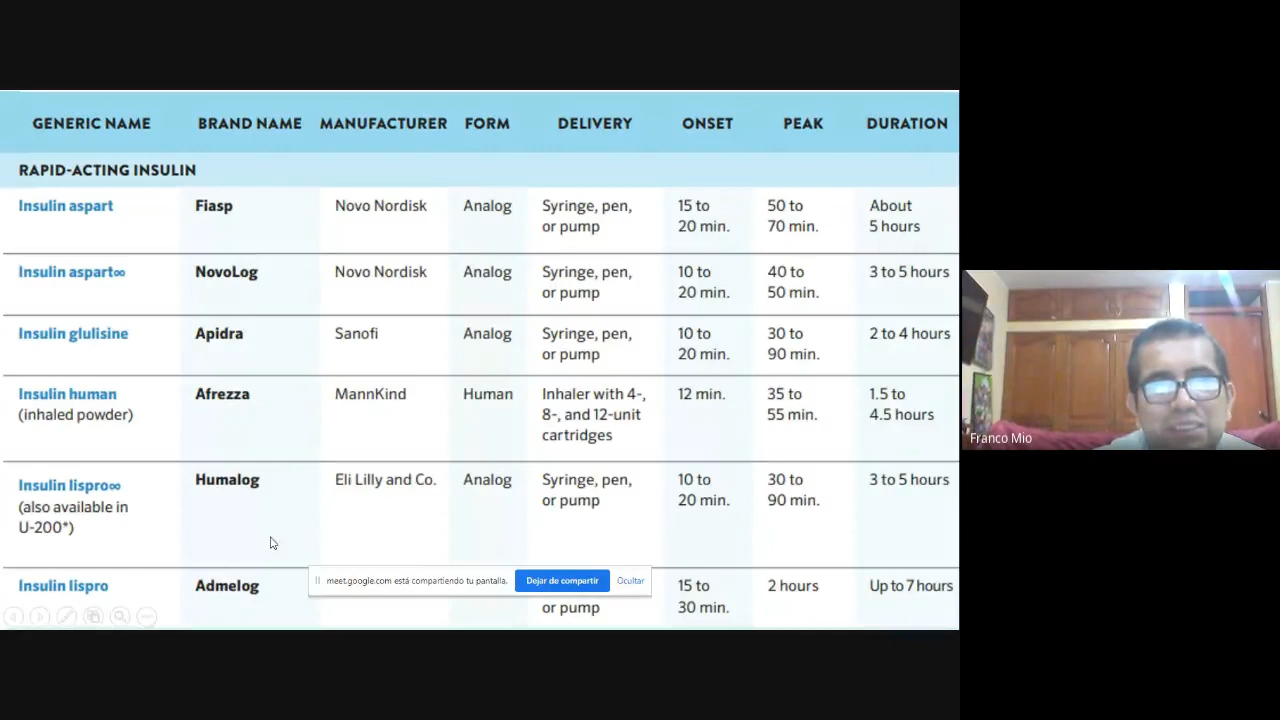 GENERIC NAME BRAND NAME MANUFACTURER FORM DELIVERY ONSET PEAK DURATION
RAPID-ACTING INSULIN
Insulin aspart Fiasp Novo Nordisk Analog Syringe, pen, 15 to 50 to About
or pump 20 min. 70 min. 5 hours
Insulin aspart∞ NovoLog Novo Nordisk Analog Syringe, pen, 10 to 40 to 3 to 5 hours
or pump 20 min. 50 min.
Insulin glulisine Apidra Sanofi Analog Syringe, pen, 10 to 30 to 2 to 4 hours
or pump 20 min. 90 min.
Insulin human Afrezza MannKind Human Inhaler with 4-, 12 min. 35 to 1.5 to
(inhaled powder) 8-, and 12-unit 55 min. 4.5 hours
cartridges
Insulin lispro∞ Humalog Eli Lilly and Co. Analog Syringe, pen, 10 to 30 to 3 to 5 hours
(also available in or pump 20 min. 90 min.
U-200*)
Insulin lispro Admelog 15 to 2 hours Up to 7 hours
or pump 30 min.
meet.google.com está compartiendo tu pantalla. Dejar de compartir Ocultar
Franco Mio